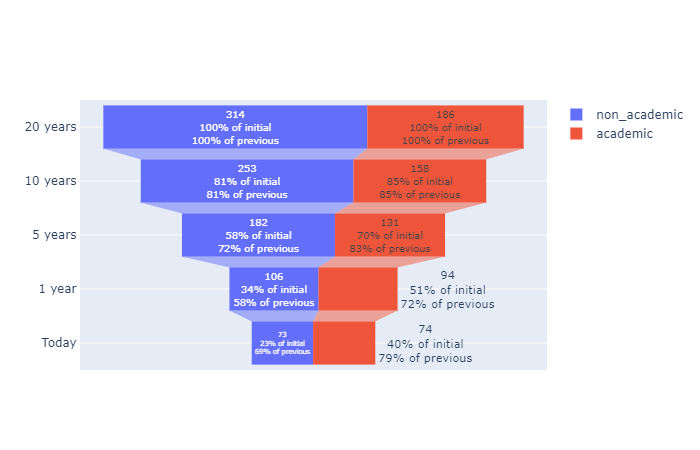 20 years
314
100% of initial
100% of previous
186
100% of initial
100% of previous
non_academic
academic
10 years
253
81% of initial
81% of previous
158
85% of initial
85% of previous
5 years
182
58% of initial
72% of previous
131
70% of initial
83% of previous
1 year
106
34% of initial
58% of previous
94
51% of initial
72% of previous
Today
73
23% of initial
69% of previous
74
40% of initial
79% of previous